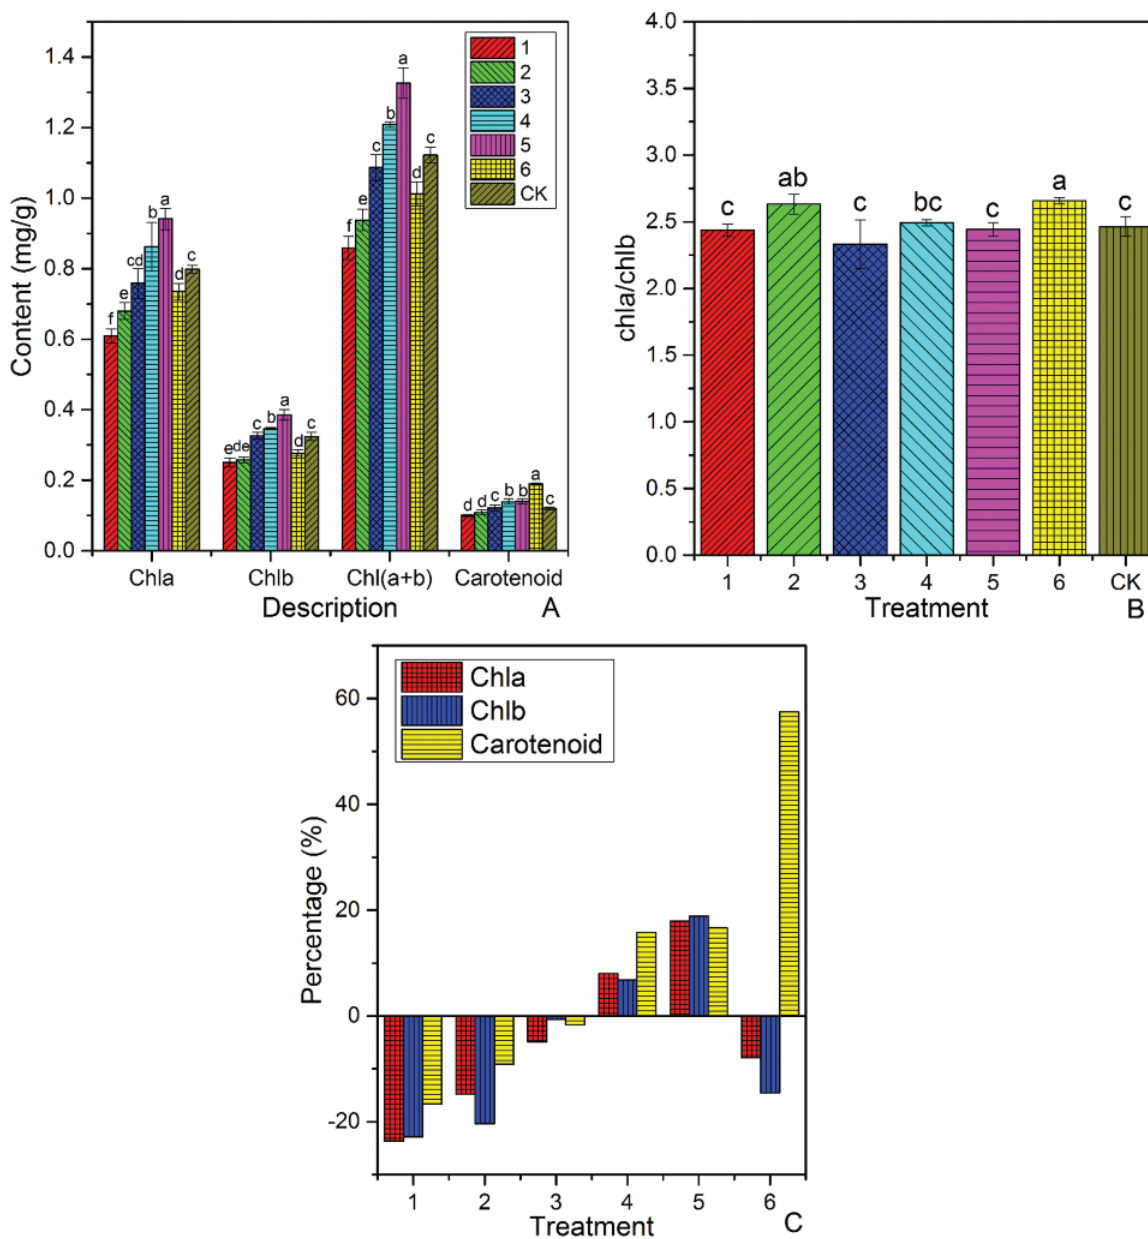 Content (mg/g)
1.4
1.2
1.0
0.8
0.6
0.4
0.2
0.0
1
2
3
4
5
6
CK
f
e
cd
b
a
d
c
e
de
c
b
a
d
c
f
e
c
b
a
d
c
d
d
c
b
b
a
c
Chla Chlb Chl(a+b) Carotenoid
Description
A
chla/chlb
4.0
3.5
3.0
2.5
2.0
1.5
1.0
0.5
0.0
c ab c bc c a c
1 2 3 4 5 6 CK
Treatment
B
Percentage (%)
60
40
20
0
-20
Chla
Chlb
Carotenoid
1 2 3 4 5 6
Treatment
C